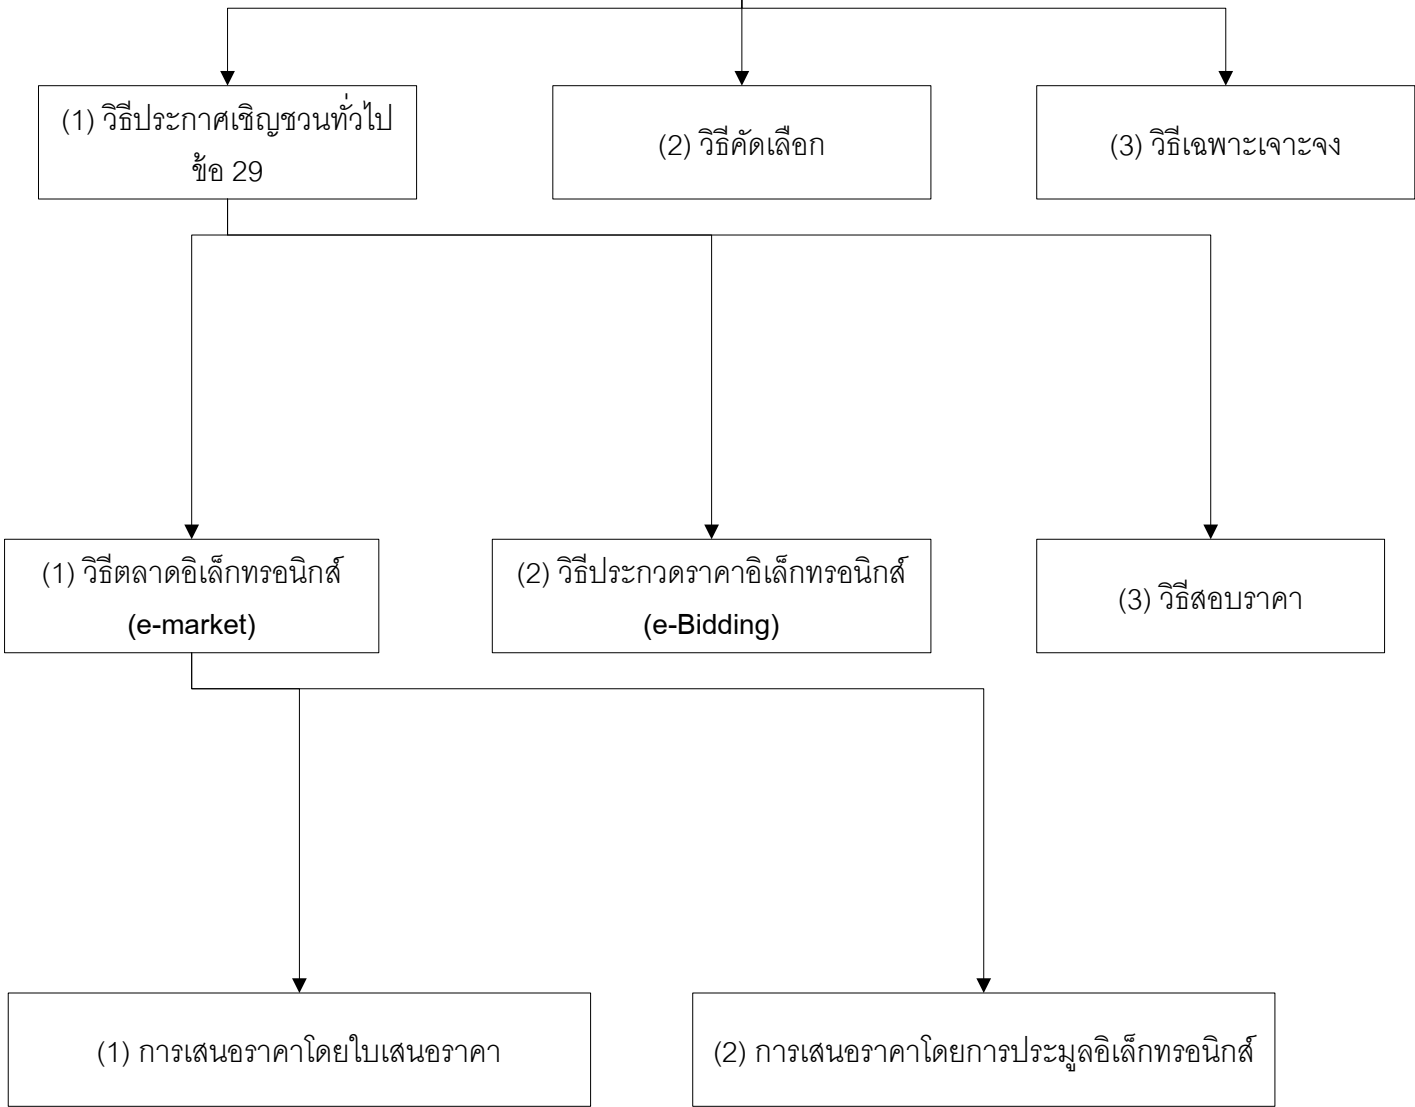 (1) วิธีประกาศเชิญชวนทั่วไป
ข้อ 29
(2) วิธีคัดเลือก
(3) วิธีเฉพาะเจาะจง
(1) วิธีตลาดอิเล็กทรอนิกส์
(e-market)
(2) วิธีประกวดราคาอิเล็กทรอนิกส์
(e-Bidding)
(3) วิธีสอบราคา
(1) การเสนอราคาโดยใบเสนอราคา
(2) การเสนอราคาโดยการประมูลอิเล็กทรอนิกส์